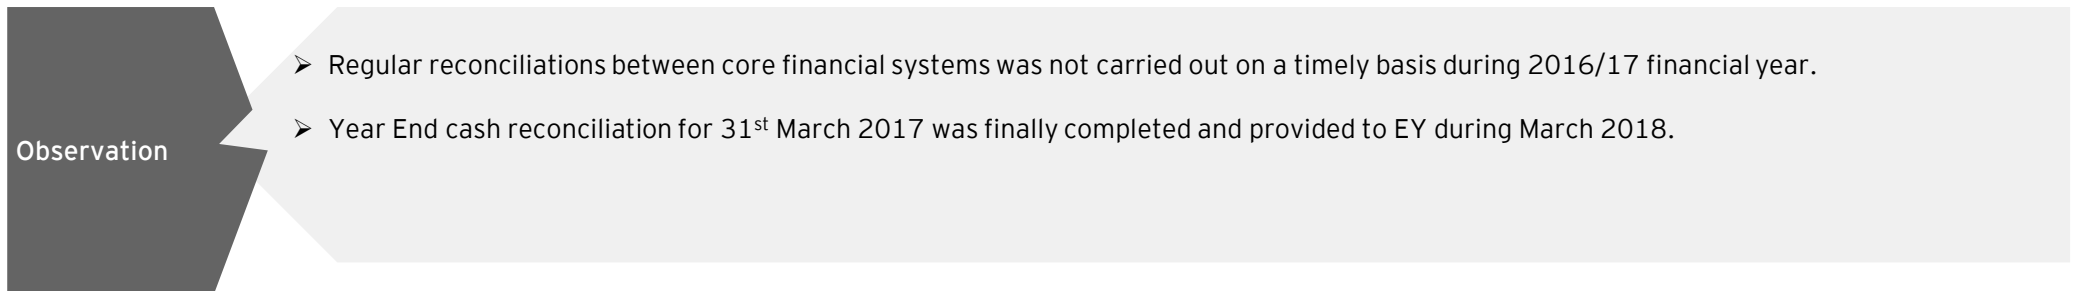 Observation
➢ Regular reconciliations between core financial systems was not carried out on a timely basis during 2016/17 financial year.
➢ Year End cash reconciliation for 31st March 2017 was finally completed and provided to EY during March 2018.